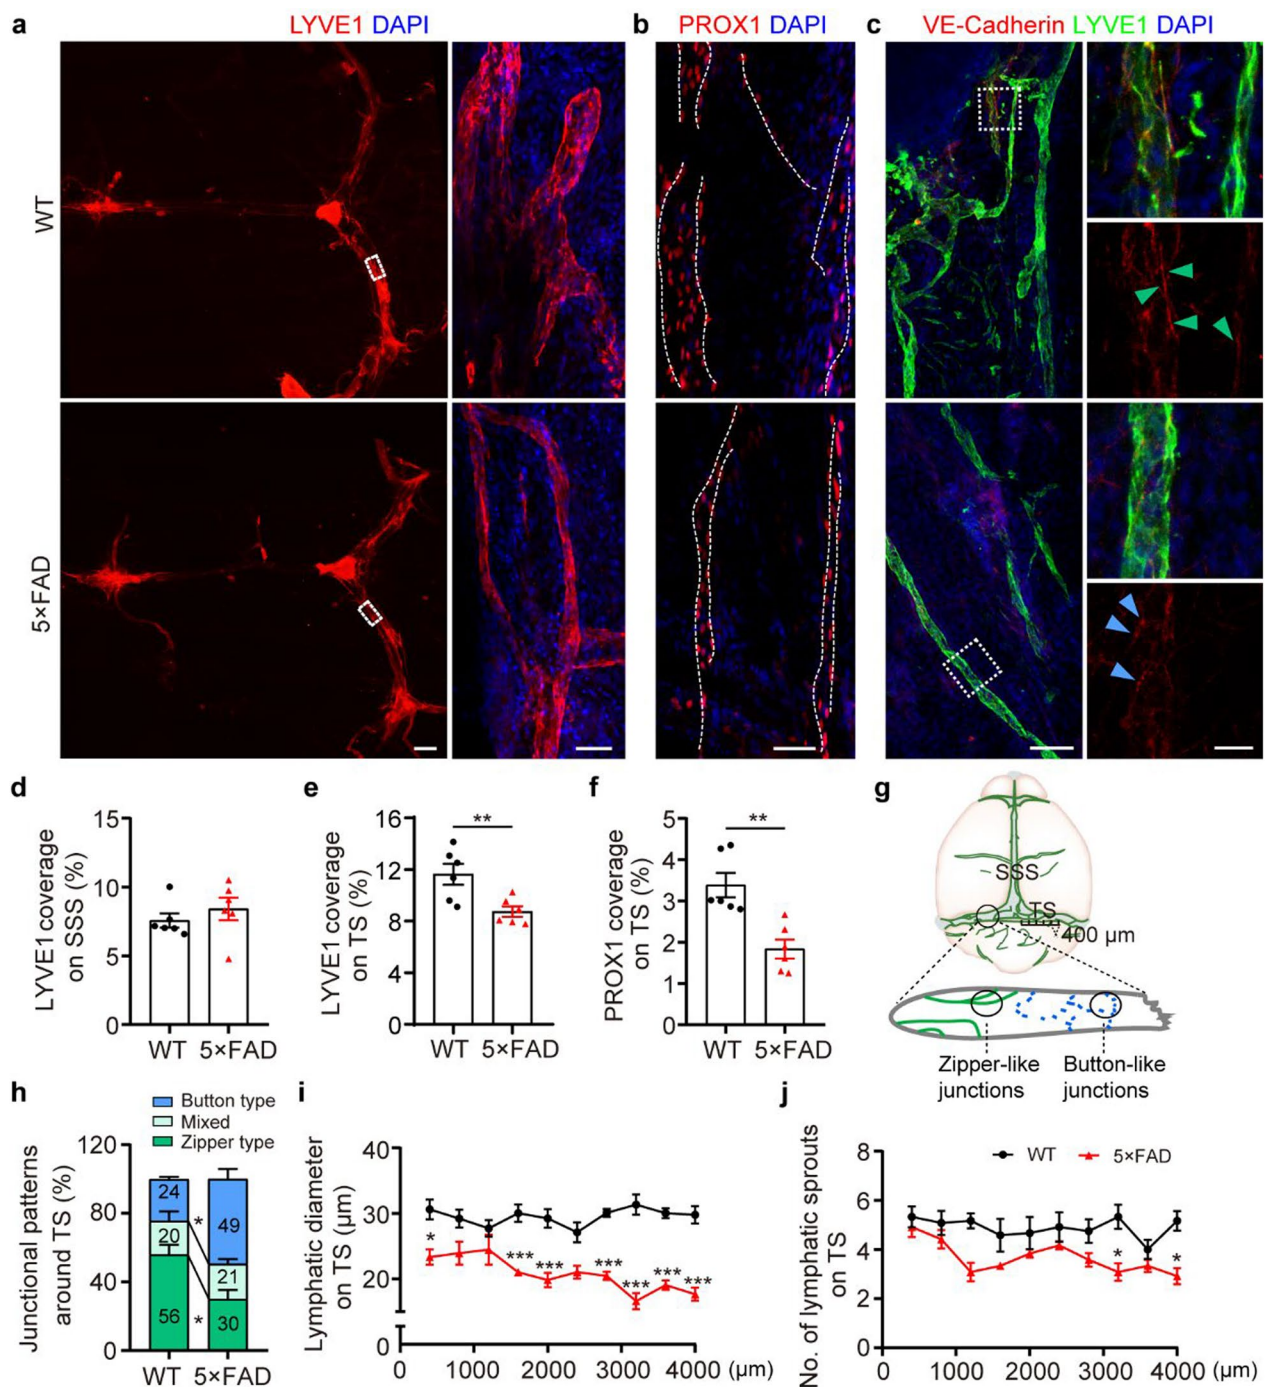 a
LYVE1 DAPI
b
PROX1 DAPI
c
VE-Cadherin LYVE1 DAPI
WT
5×FAD
d
LYVE1 coverage
on SSS (%)
15
10
5
0
WT 5×FAD
e
LYVE1 coverage
on TS (%)
16
12
8
4
0
**
WT 5×FAD
f
PROX1 coverage
on TS (%)
5
4
3
2
1
0
**
WT 5×FAD
g
SSS
TS
400 μm
Zipper-like
junctions
Button-like
junctions
h
Button type
Mixed
Zipper type
Junctional patterns
around TS (%)
120
80
40
0
24
20
56
49
21
30
*
*
WT 5×FAD
i
Lymphatic diameter
on TS (μm)
40
30
20
0
* *** *** *** *** *** ***
0 1000 2000 3000 4000 (μm)
j
No. of lymphatic sprouts
on TS
8
6
4
2
0
WT 5×FAD
* *
0 1000 2000 3000 4000 (μm)